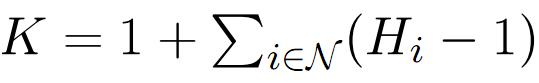 K = 1 + ∑_{i∈𝒩}(H_i − 1)